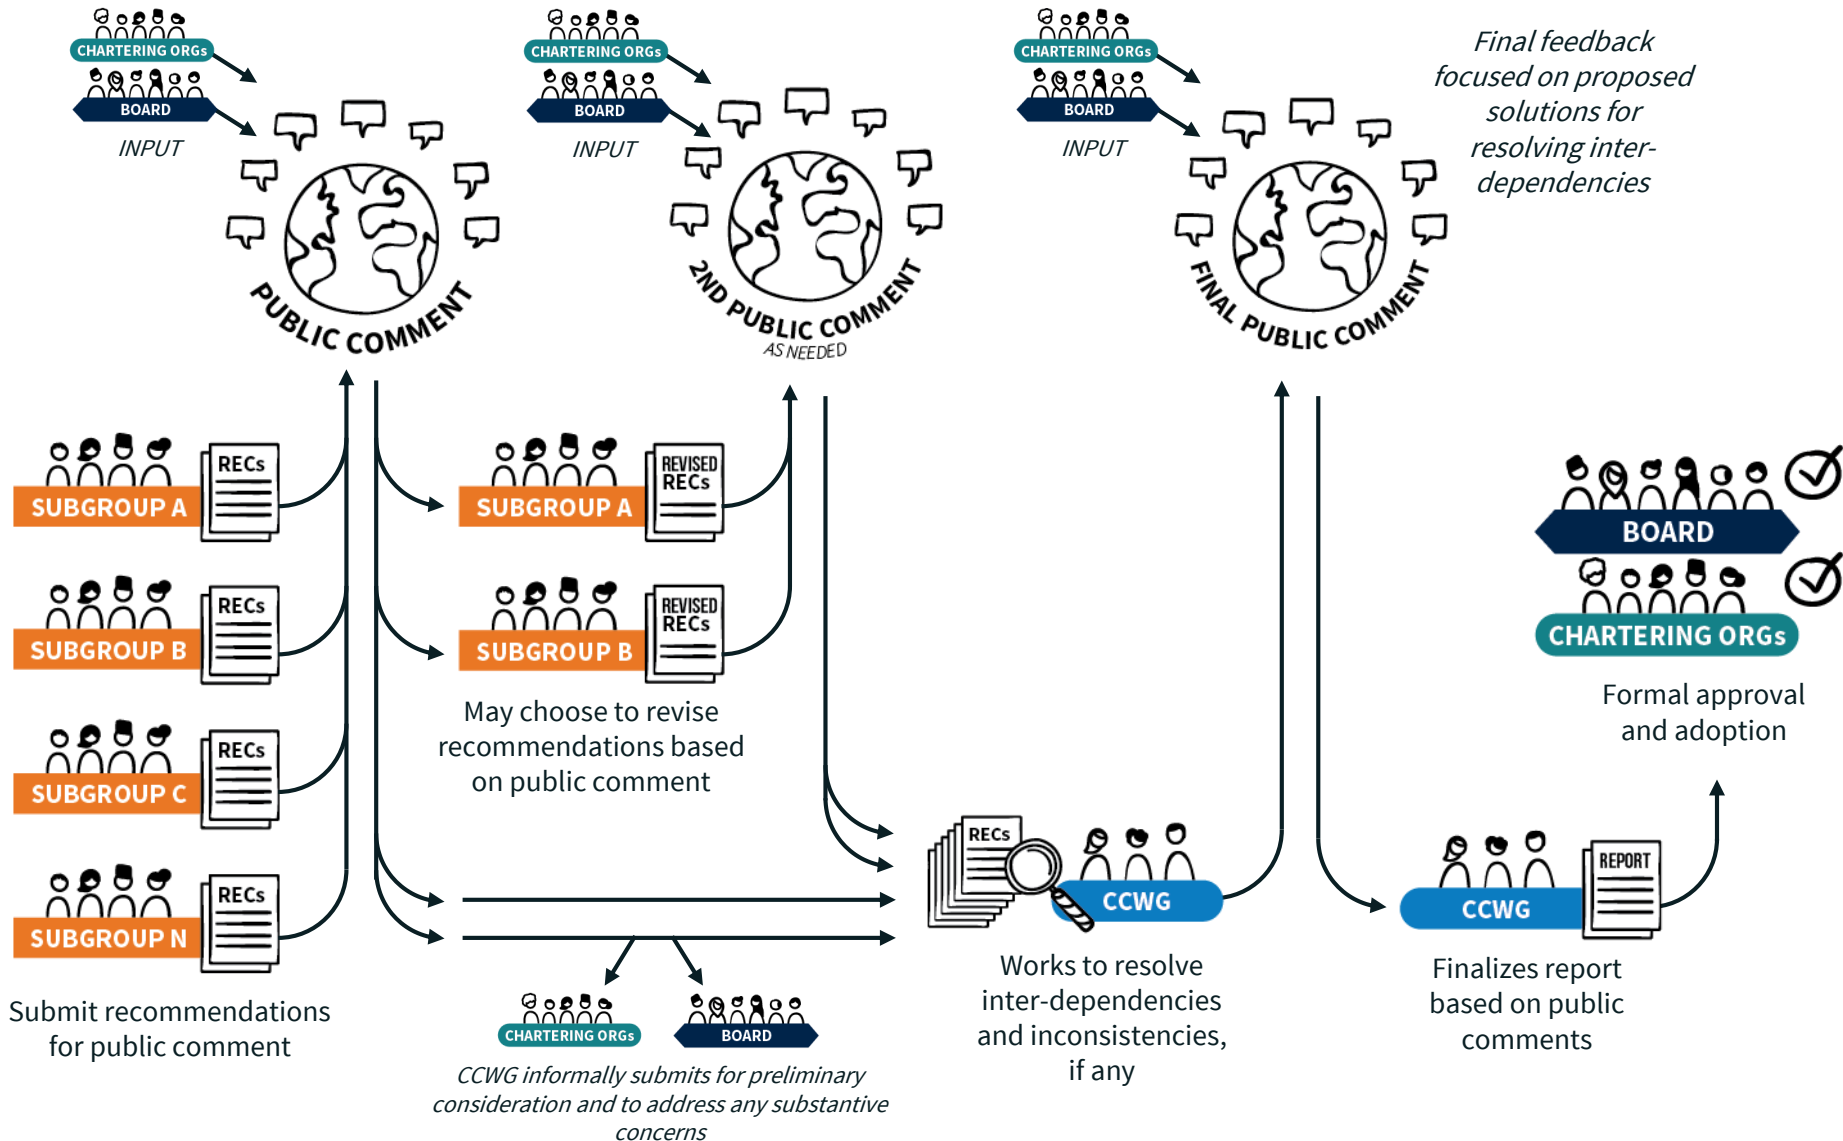 CHARTERING ORGs
BOARD
INPUT
CHARTERING ORGs
BOARD
INPUT
CHARTERING ORGs
BOARD
INPUT
Final feedback
focused on proposed
solutions for
resolving inter-
dependencies
PUBLIC COMMENT
2ND PUBLIC COMMENT
AS NEEDED
FINAL PUBLIC COMMENT
SUBGROUP A
RECs
SUBGROUP B
RECs
SUBGROUP C
RECs
SUBGROUP N
RECs
Submit recommendations
for public comment
SUBGROUP A
REVISED
RECs
SUBGROUP B
REVISED
RECs
May choose to revise
recommendations based
on public comment
CHARTERING ORGs
BOARD
CCWG informally submits for preliminary
consideration and to address any substantive
concerns
RECs
CCWG
Works to resolve
inter-dependencies
and inconsistencies,
if any
CCWG
REPORT
Finalizes report
based on public
comments
BOARD
CHARTERING ORGs
Formal approval
and adoption